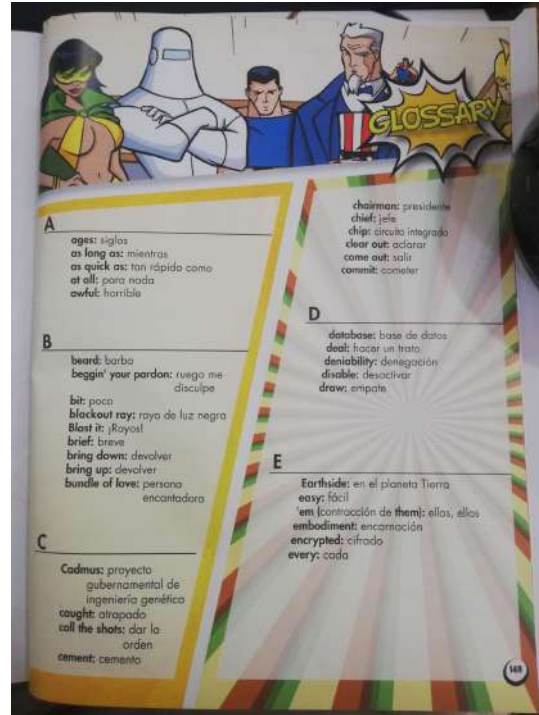 GLOSSARY
A
ages: siglos
as long as: mientras
as quick as: tan rápido como
at all: para nada
awful: horrible
B
beard: barba
beggin' your pardon: ruego me
disculpe
bit: poco
blackout ray: rayo de luz negra
Blast it: ¡Rayos!
brief: breve
bring down: devolver
bring up: devolver
bundle of love: persona
encantadora
C
Cadmus: proyecto
gubernamental de
ingeniería genética
caught: atrapado
call the shots: dar la
orden
cement: cemento
chairman: presidente
chief: jefe
chip: circuito integrado
clear out: aclarar
come out: salir
commit: cometer
D
database: base de datos
deal: hacer un trato
deniability: denegación
disable: desactivar
draw: empate
E
Earthside: en el planeta Tierra
easy: fácil
'em (contracción de them): ellas, ellos
embodiment: encarnación
encrypted: cifrado
every: cada